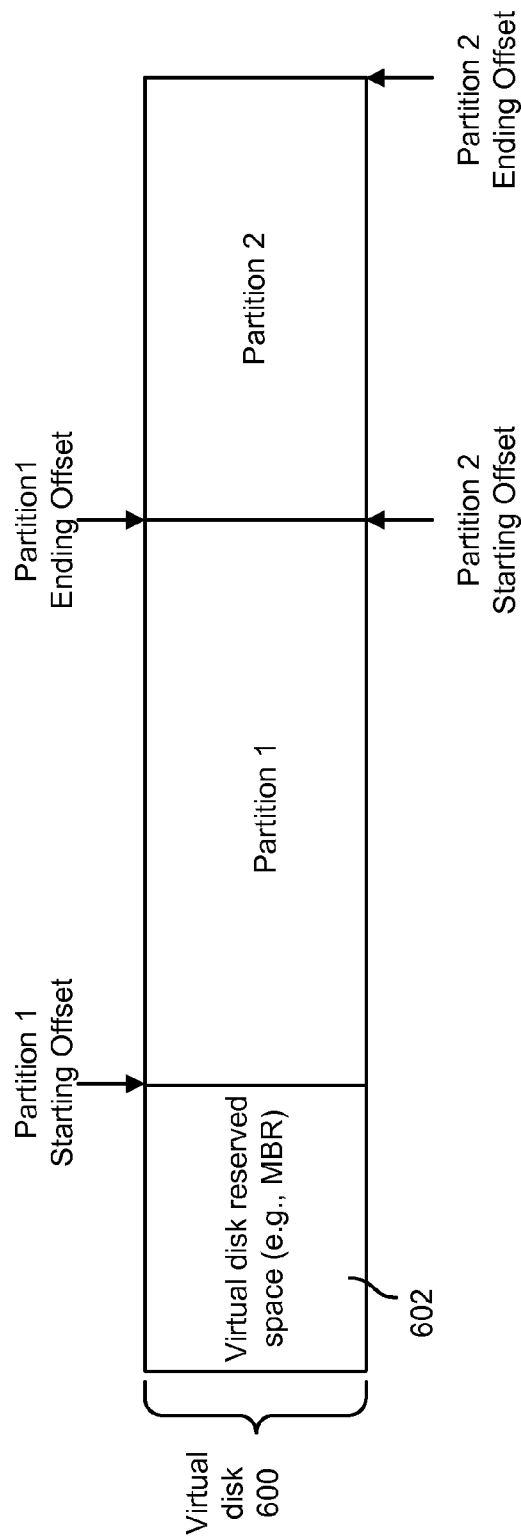 Partition 1
Starting Offset
Partition1
Ending Offset
Virtual
disk
600
Virtual disk reserved
space (e.g., MBR)
Partition 1
Partition 2
602
Partition 2
Starting Offset
Partition 2
Ending Offset